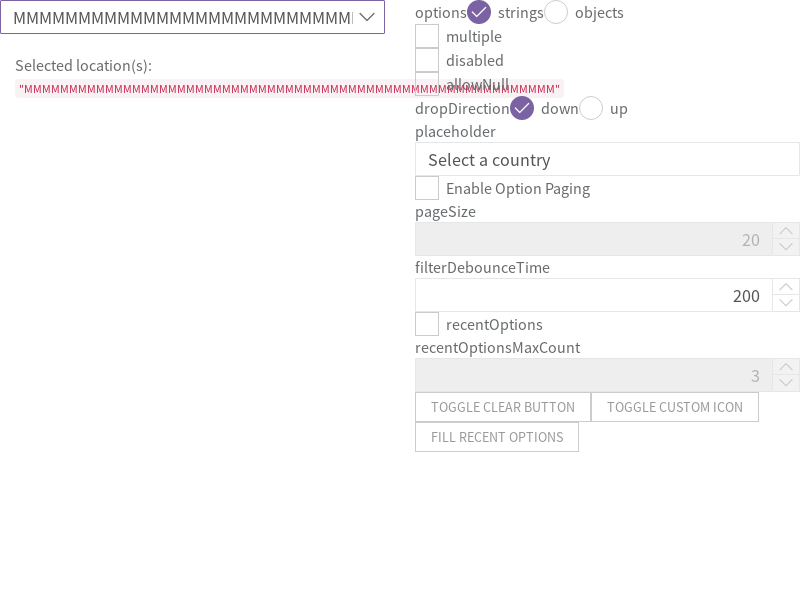 MMMMMMMMMMMMMMMMMMMMMMMMMM
Selected location(s):
"MMMMMMMMMMMMMMMMMMMMMMMMMMMMMMMMMMMMMMMMMMMMMMMMMMMMMMMMMMM"
options strings objects
multiple
disabled
allowNull
dropDirection down up
placeholder
Select a country
Enable Option Paging
pageSize
20
filterDebounceTime
200
recentOptions
recentOptionsMaxCount
3
TOGGLE CLEAR BUTTON TOGGLE CUSTOM ICON
FILL RECENT OPTIONS